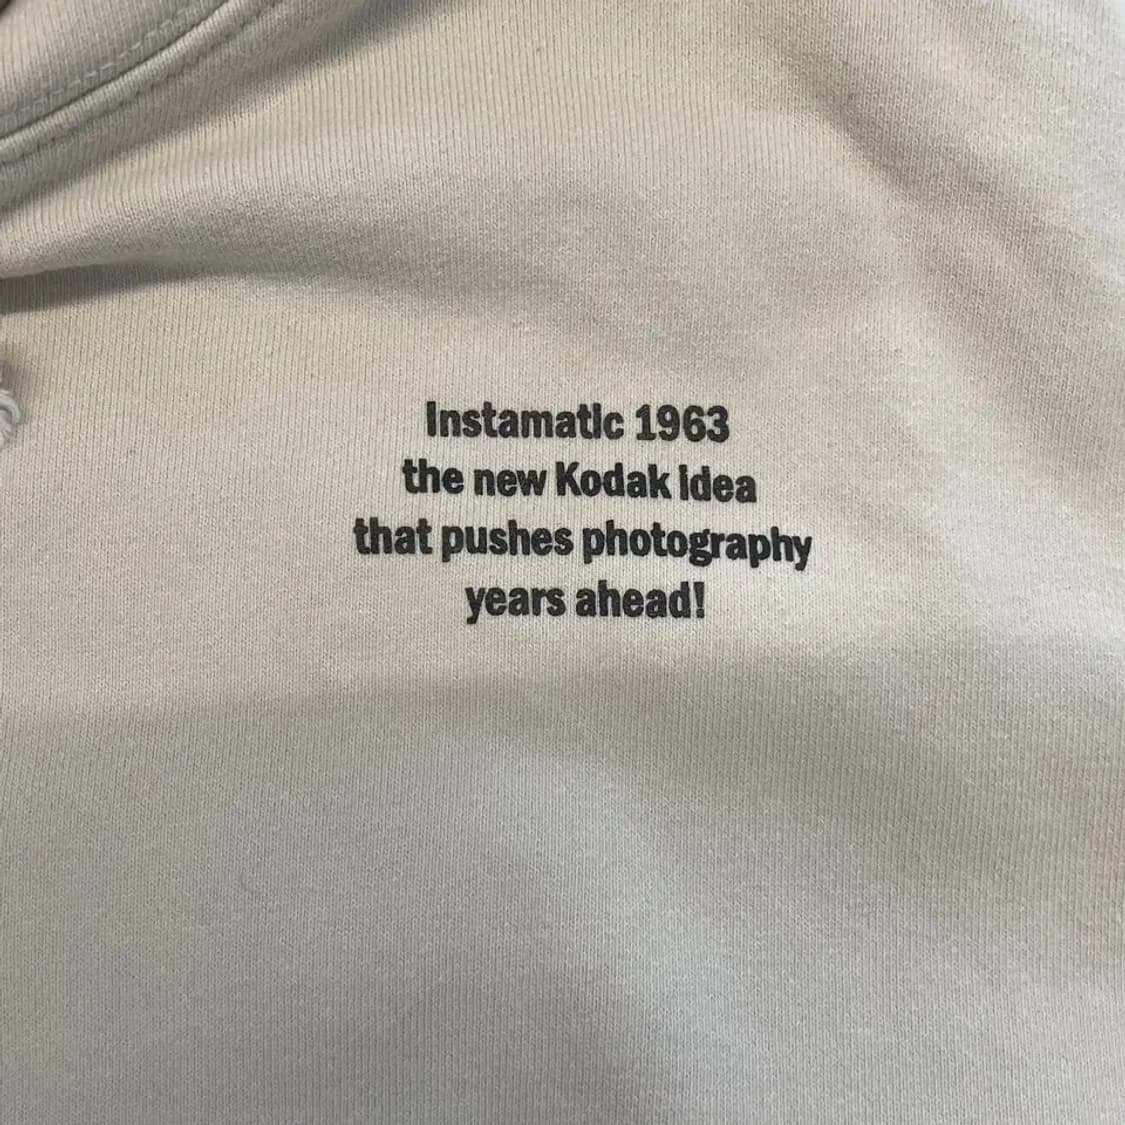 Instamatic 1963
the new Kodak idea
that pushes photography
years ahead!